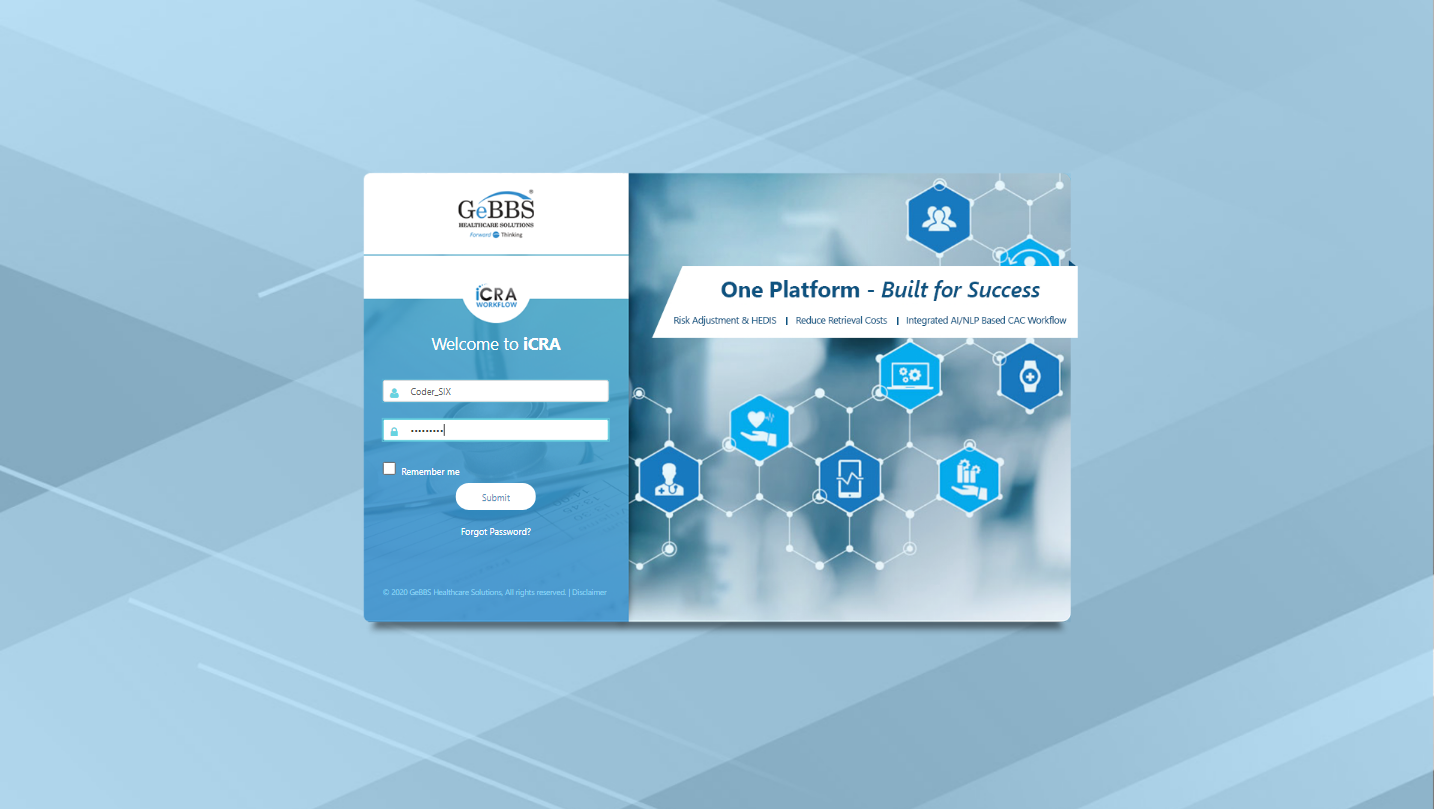 GeBBS®
HEALTHCARE SOLUTIONS
Forward Thinking
iCRA
WORKFLOW
Welcome to iCRA
Coder_SIX
•••••••••
Remember me
Submit
Forgot Password?
© 2020 GeBBS Healthcare Solutions, All rights reserved. | Disclaimer
One Platform - Built for Success
Risk Adjustment & HEDIS | Reduce Retrieval Costs | Integrated AI/NLP Based CAC Workflow